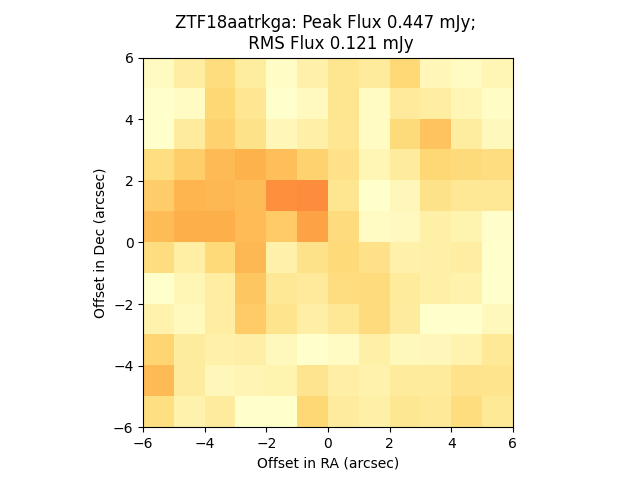 ZTF18aatrkga: Peak Flux 0.447 mJy;
RMS Flux 0.121 mJy
6
4
2
0
−2
−4
−6
Offset in Dec (arcsec)
−6 −4 −2 0 2 4 6
Offset in RA (arcsec)